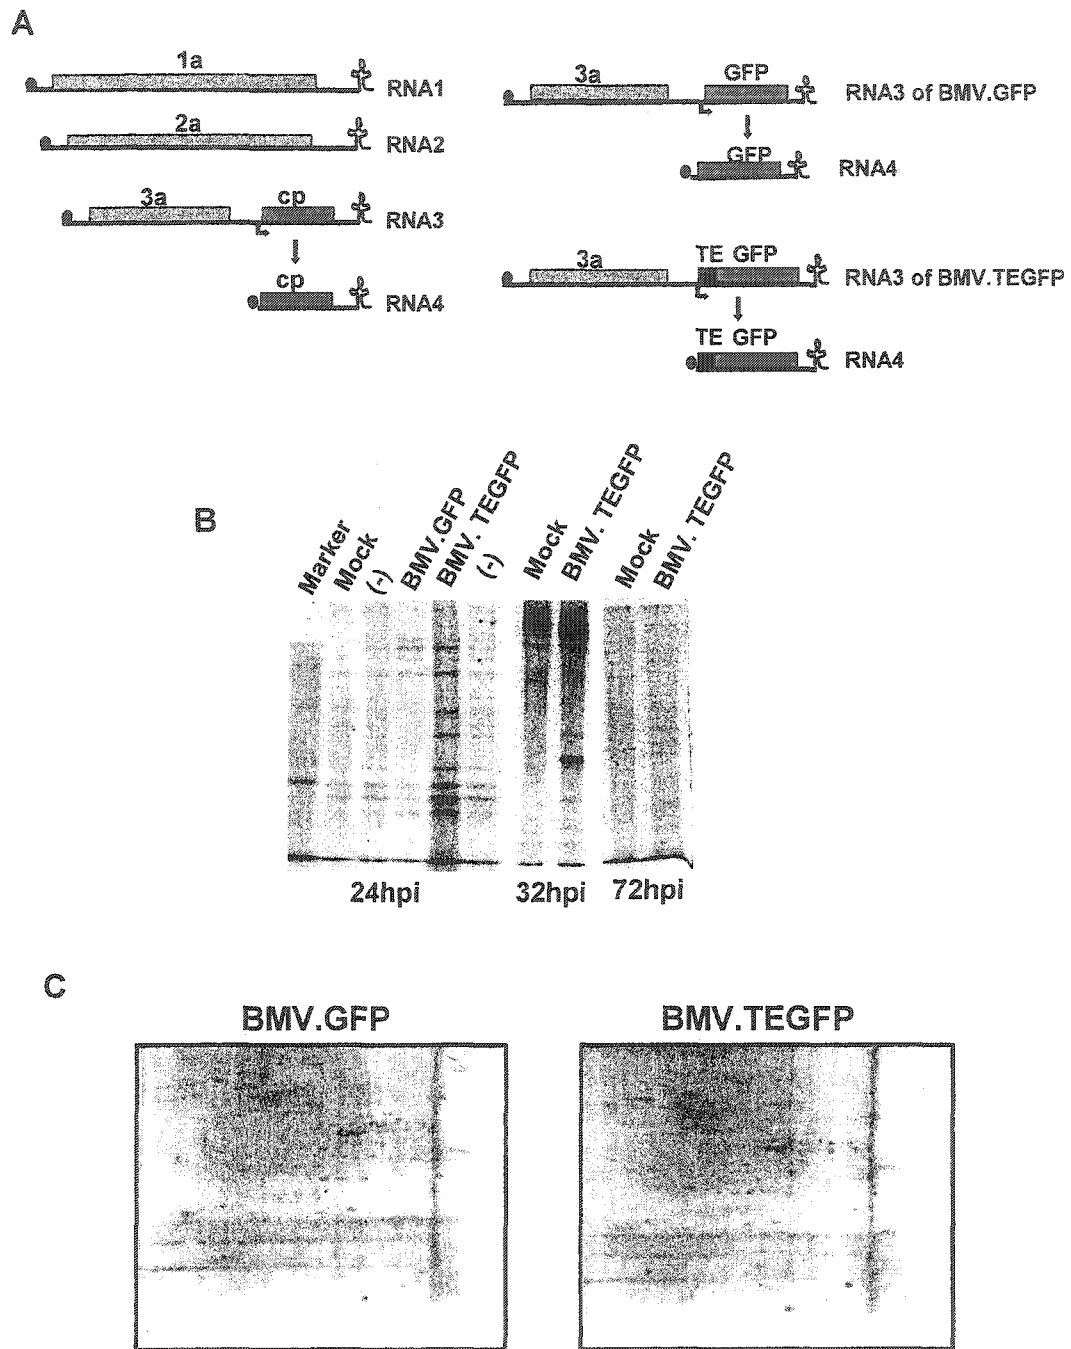 A
1a
RNA1
2a
RNA2
3a cp
RNA3
cp
RNA4
3a GFP
RNA3 of BMV.GFP
GFP
RNA4
3a TE GFP
RNA3 of BMV.TEGFP
TE GFP
RNA4
B
Marker
Mock
(-)
BMV.GFP
BMV. TEGFP
(-)
Mock
BMV. TEGFP
Mock
BMV. TEGFP
24hpi 32hpi 72hpi
C
BMV.GFP BMV.TEGFP